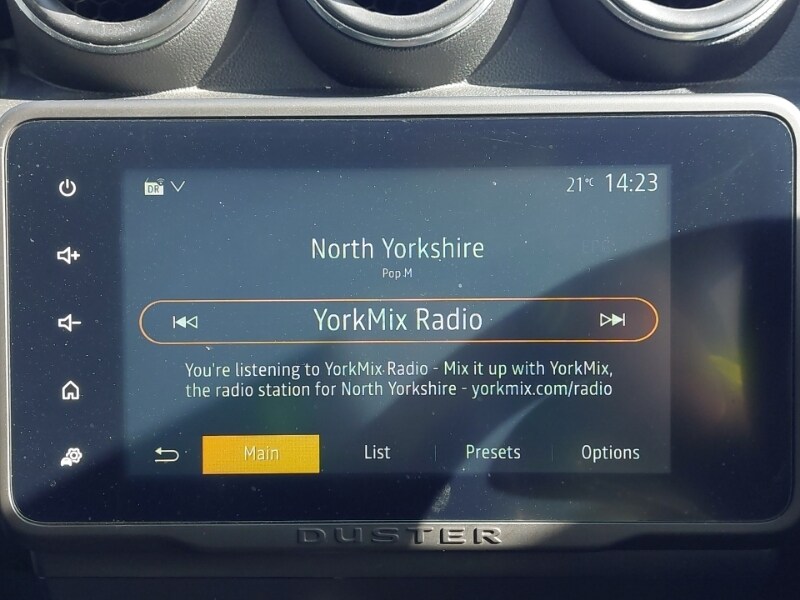 DR
21°C 14:23
North Yorkshire
Pop M
YorkMix Radio
You're listening to YorkMix Radio - Mix it up with YorkMix,
the radio station for North Yorkshire - yorkmix.com/radio
Main List Presets Options
DUSTER